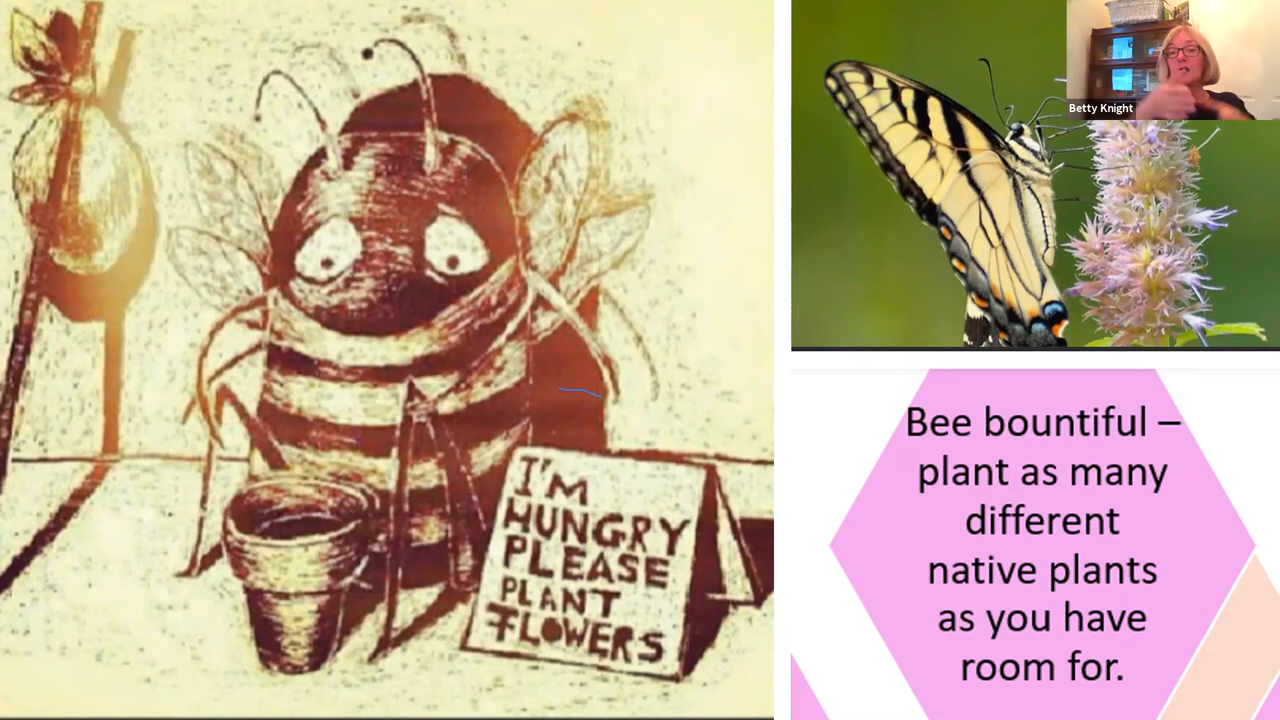 I'M
HUNGRY
PLEASE
PLANT
FLOWERS
Betty Knight
Bee bountiful –
plant as many
different
native plants
as you have
room for.